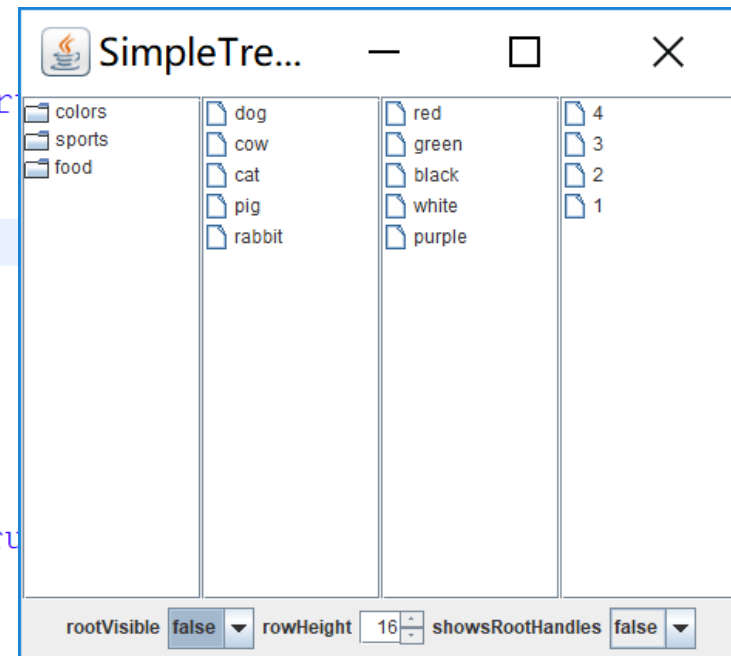 SimpleTre...
colors
sports
food
dog
cow
cat
pig
rabbit
red
green
black
white
purple
4
3
2
1
rootVisible false rowHeight 16 showsRootHandles false